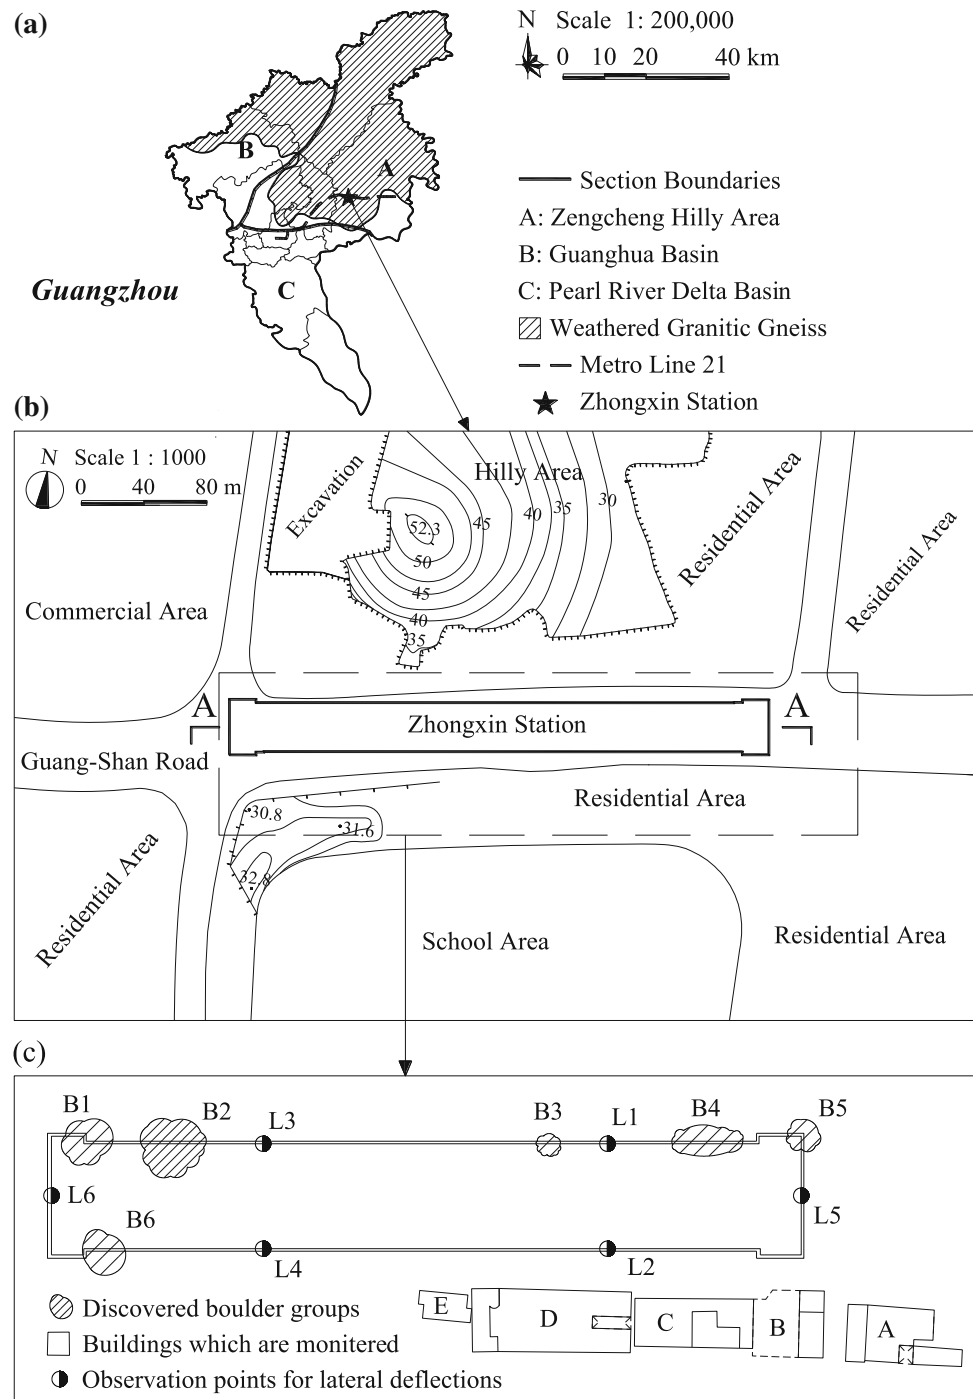 (a)
N Scale 1: 200,000
0 10 20 40 km
B
A
C
Guangzhou
Section Boundaries
A: Zengcheng Hilly Area
B: Guanghua Basin
C: Pearl River Delta Basin
Weathered Granitic Gneiss
Metro Line 21
Zhongxin Station
(b)
N Scale 1 : 1000
0 40 80 m
Excavation
Hilly Area
52.3
50
45
45
40
40
35
35
30
Residential Area
Residential Area
Commercial Area
A
Zhongxin Station
A
Guang-Shan Road
Residential Area
30.8
31.6
32.8
Residential Area
School Area
Residential Area
(c)
B1
B2
L3
B3
L1
B4
B5
L6
B6
L4
L2
L5
Discovered boulder groups
Buildings which are monitered
Observation points for lateral deflections
E
D
C
B
A